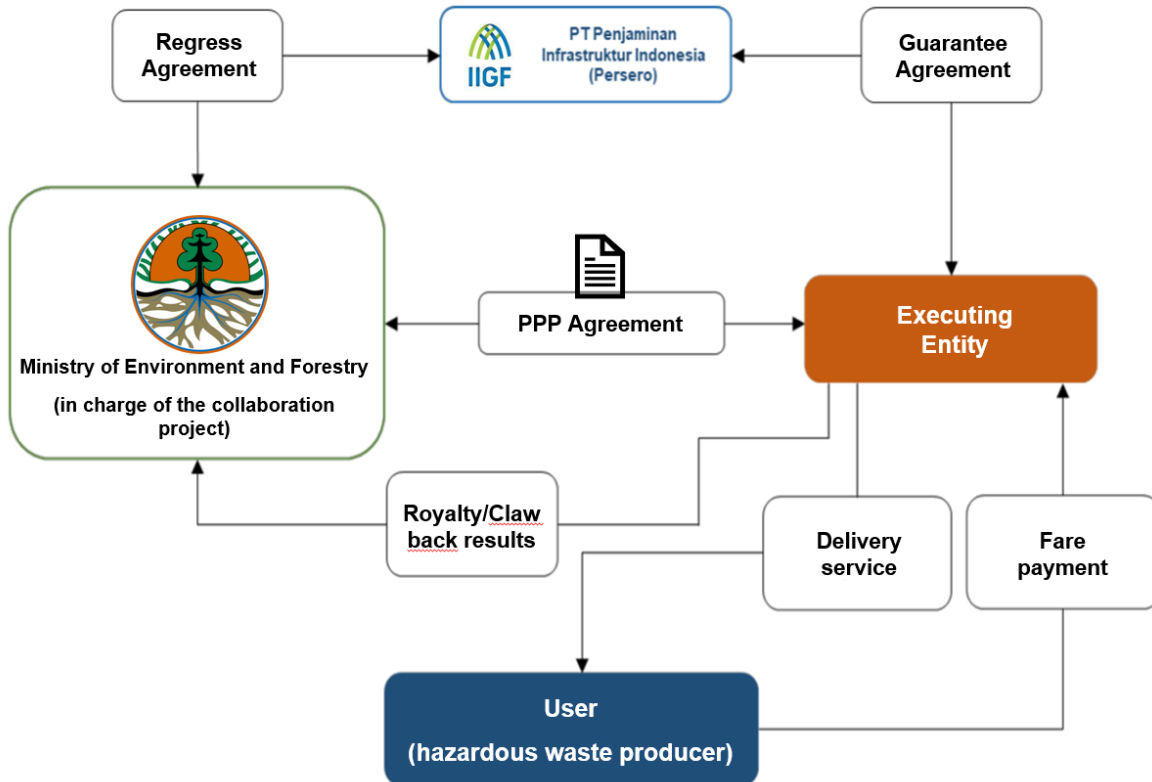 Regress
Agreement
IIGF
PT Penjaminan
Infrastruktur Indonesia
(Persero)
Guarantee
Agreement
Ministry of Environment and Forestry
(in charge of the collaboration
project)
PPP Agreement
Executing
Entity
Royalty/Claw
back results
Delivery
service
Fare
payment
User
(hazardous waste producer)